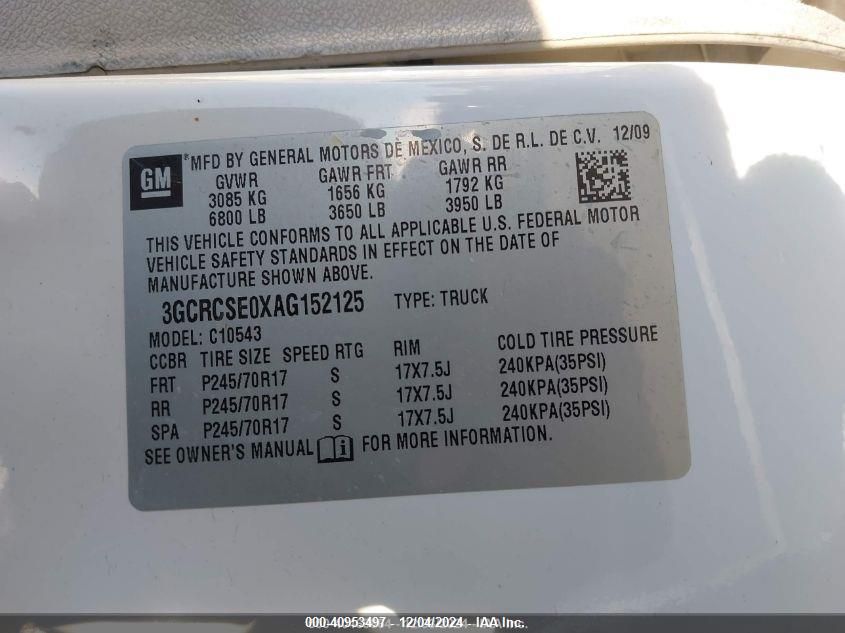 GM
®MFD BY GENERAL MOTORS DE MEXICO, S. DE R.L. DE C.V. 12/09
GVWR GAWR FRT GAWR RR
3085 KG 1656 KG 1792 KG
6800 LB 3650 LB 3950 LB
THIS VEHICLE CONFORMS TO ALL APPLICABLE U.S. FEDERAL MOTOR
VEHICLE SAFETY STANDARDS IN EFFECT ON THE DATE OF
MANUFACTURE SHOWN ABOVE.
3GCRCSE0XAG152125 TYPE: TRUCK
MODEL: C10543
CCBR TIRE SIZE SPEED RTG RIM COLD TIRE PRESSURE
FRT P245/70R17 S 17X7.5J 240KPA(35PSI)
RR P245/70R17 S 17X7.5J 240KPA(35PSI)
SPA P245/70R17 S 17X7.5J 240KPA(35PSI)
SEE OWNER'S MANUAL FOR MORE INFORMATION.
000-40953497 - 12/04/2024 - IAA Inc.